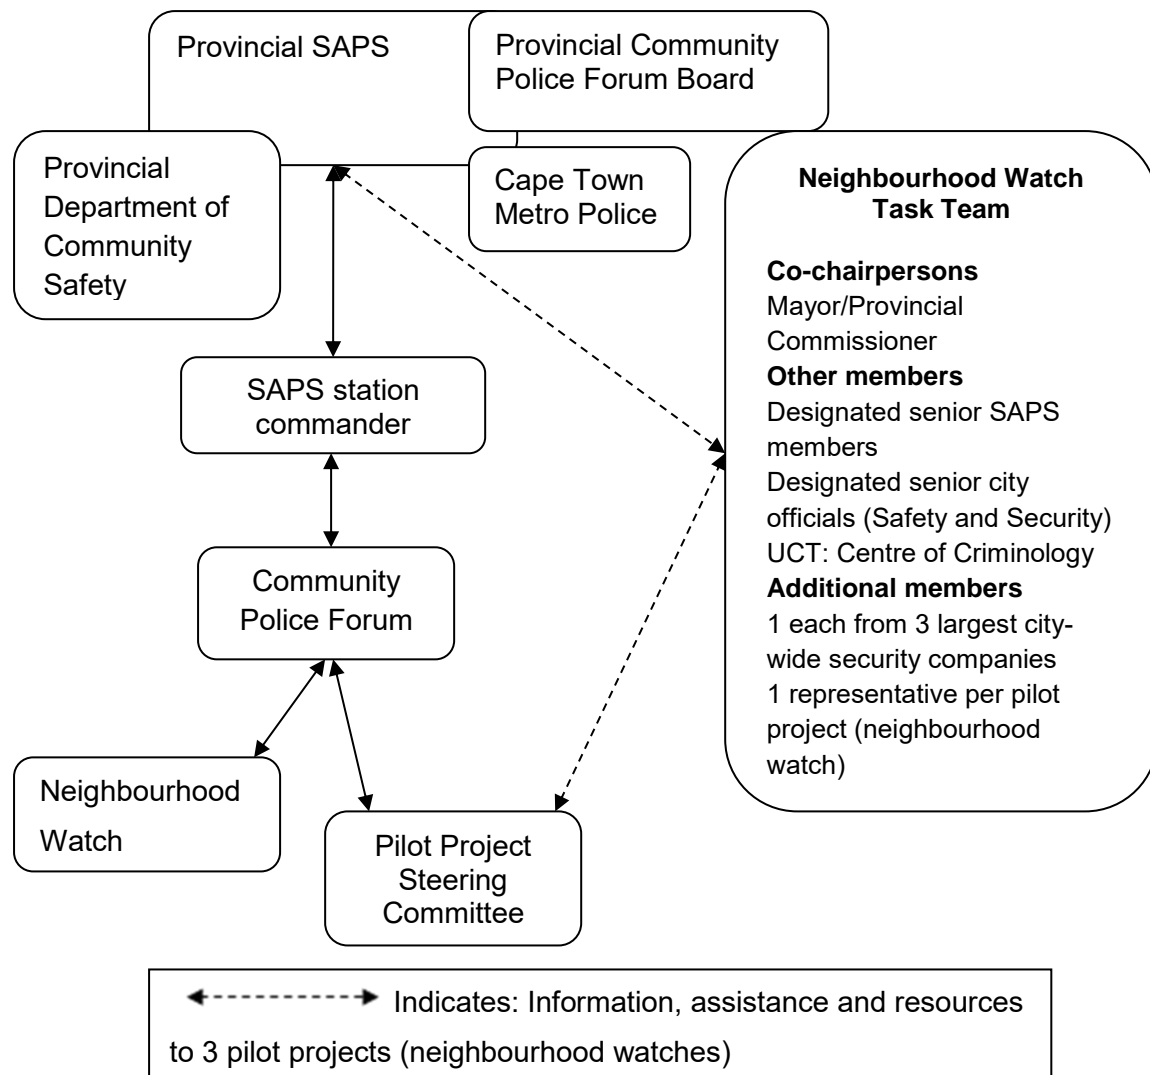 Provincial SAPS
Provincial Community
Police Forum Board
Provincial
Department of
Community
Safety
Cape Town
Metro Police
Neighbourhood Watch
Task Team
Co-chairpersons
Mayor/Provincial
Commissioner
Other members
Designated senior SAPS
members
Designated senior city
officials (Safety and Security)
UCT: Centre of Criminology
Additional members
1 each from 3 largest city-
wide security companies
1 representative per pilot
project (neighbourhood
watch)
SAPS station
commander
Community
Police Forum
Neighbourhood
Watch
Pilot Project
Steering
Committee
Indicates: Information, assistance and resources
to 3 pilot projects (neighbourhood watches)